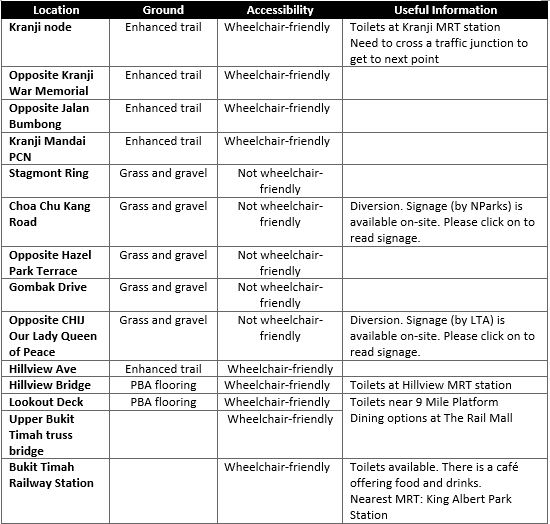 Location Ground Accessibility Useful Information
Kranji node Enhanced trail Wheelchair-friendly Toilets at Kranji MRT station
Need to cross a traffic junction to
get to next point
Opposite Kranji Enhanced trail Wheelchair-friendly
War Memorial
Opposite Jalan Enhanced trail Wheelchair-friendly
Bumbong
Kranji Mandai Enhanced trail Wheelchair-friendly
PCN
Stagmont Ring Grass and gravel Not wheelchair-
friendly
Choa Chu Kang Grass and gravel Not wheelchair- Diversion. Signage (by NParks) is
Road friendly available on-site. Please click on to
read signage.
Opposite Hazel Grass and gravel Not wheelchair-
Park Terrace friendly
Gombak Drive Grass and gravel Not wheelchair-
friendly
Opposite CHIJ Grass and gravel Not wheelchair- Diversion. Signage (by LTA) is
Our Lady Queen friendly available on-site. Please click on to
of Peace read signage.
Hillview Ave Enhanced trail Wheelchair-friendly
Hillview Bridge PBA flooring Wheelchair-friendly Toilets at Hillview MRT station
Lookout Deck PBA flooring Wheelchair-friendly Toilets near 9 Mile Platform
Upper Bukit Wheelchair-friendly Dining options at The Rail Mall
Timah truss
bridge
Bukit Timah Wheelchair-friendly Toilets available. There is a café
Railway Station offering food and drinks.
Nearest MRT: King Albert Park
Station